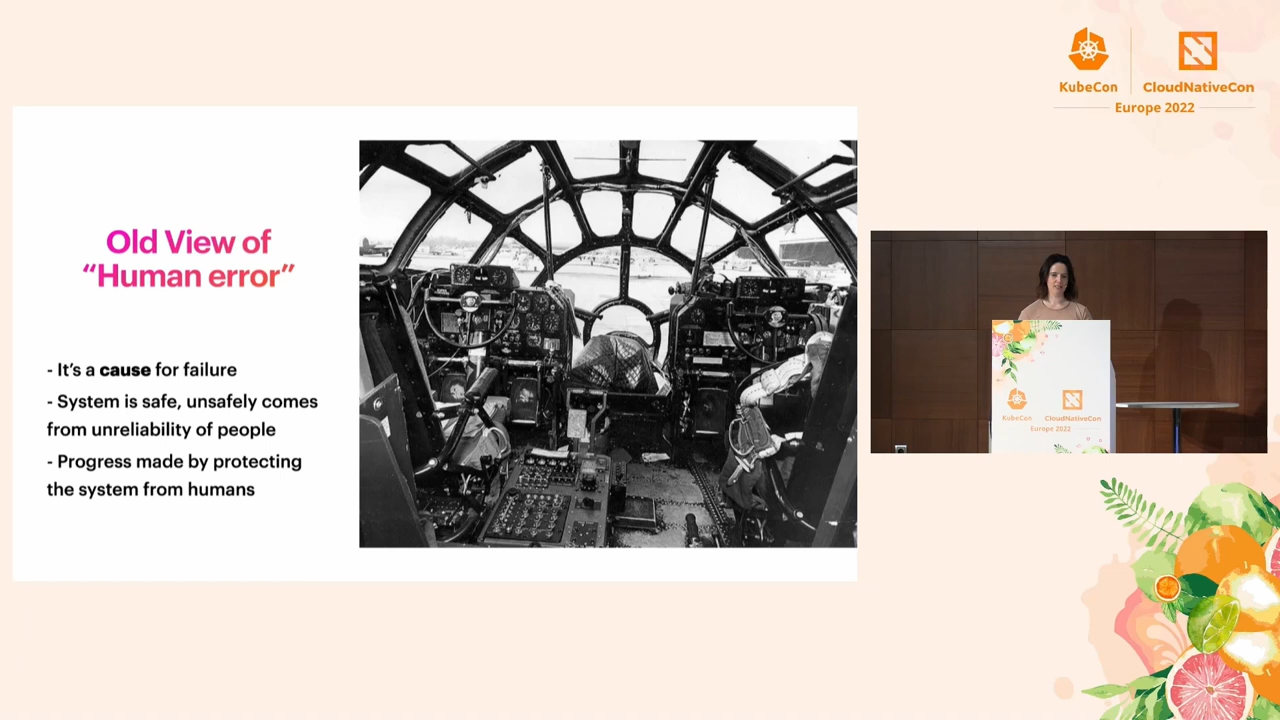 KubeCon
CloudNativeCon
Europe 2022
Old View of
“Human error”
- It’s a cause for failure
- System is safe, unsafely comes
from unreliability of people
- Progress made by protecting
the system from humans
KubeCon
CloudNativeCon
Europe 2022